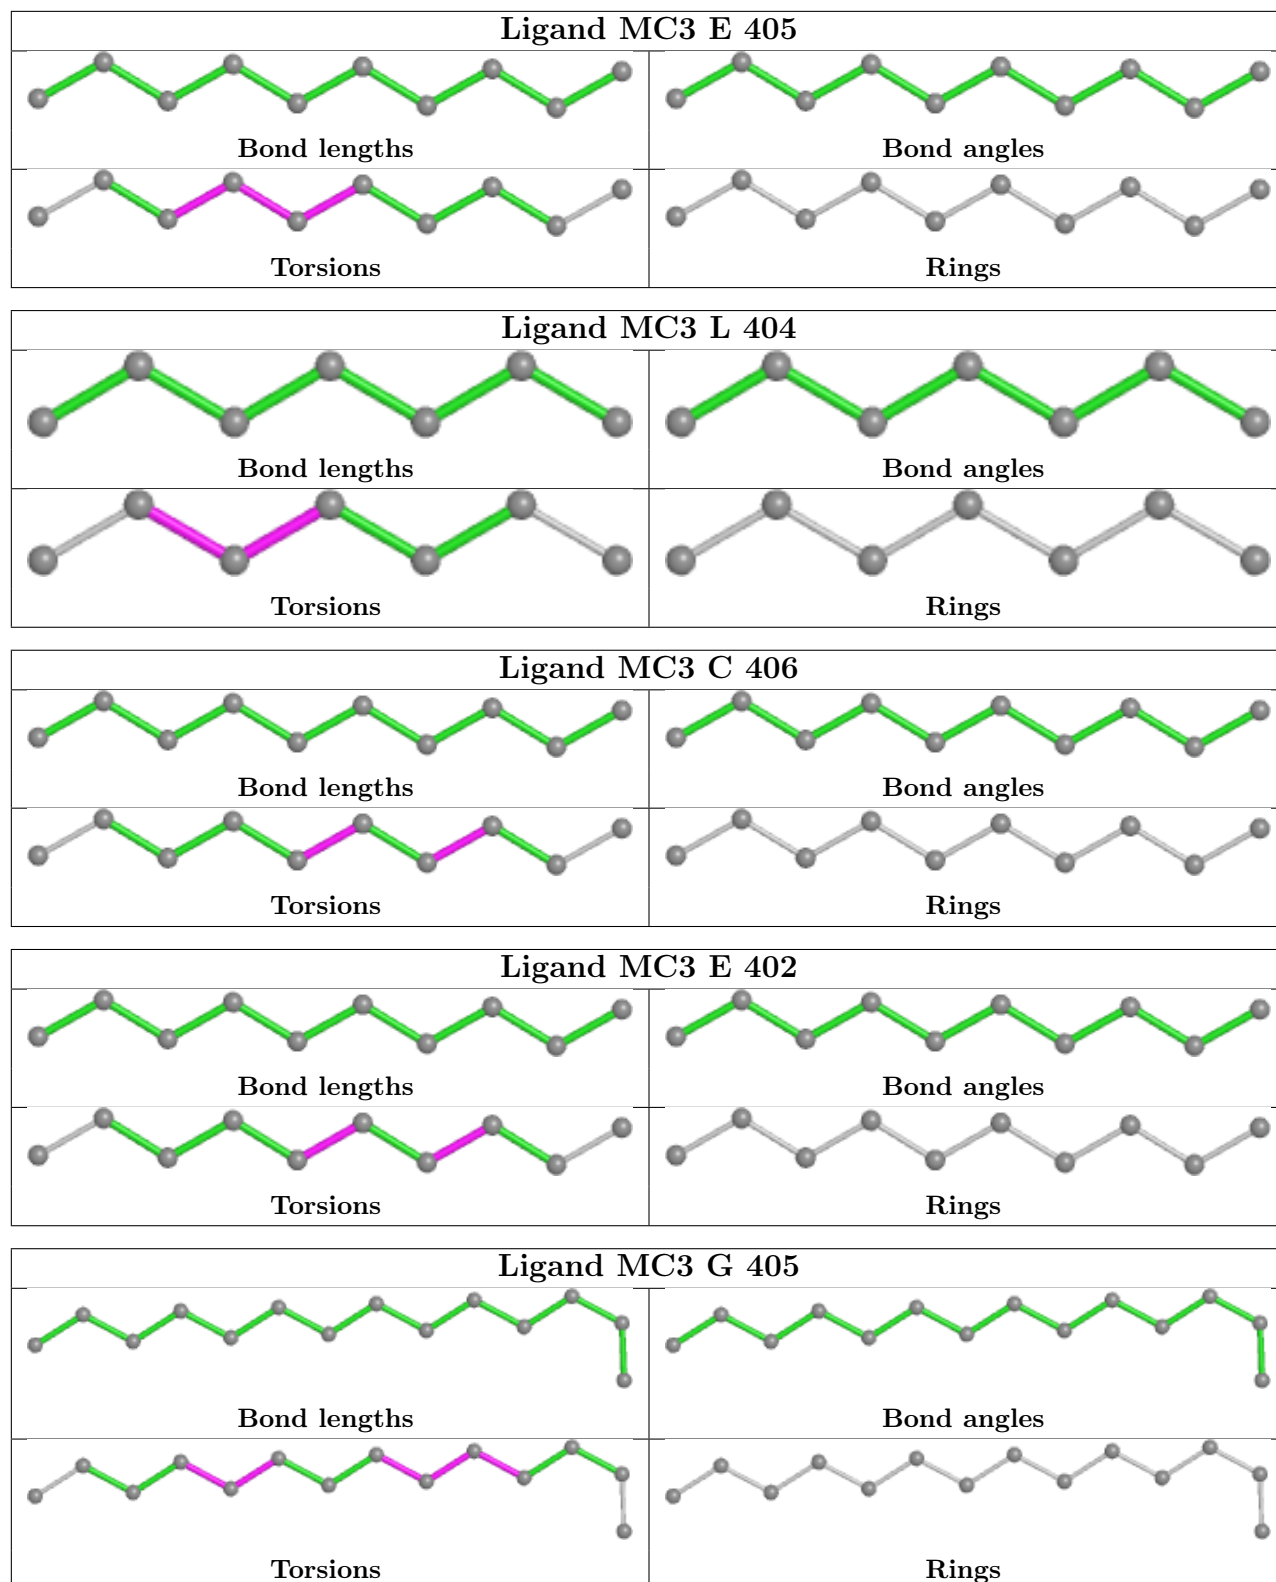 Ligand MC3 E 405
Bond lengths
Bond angles
Torsions
Rings
Ligand MC3 L 404
Bond lengths
Bond angles
Torsions
Rings
Ligand MC3 C 406
Bond lengths
Bond angles
Torsions
Rings
Ligand MC3 E 402
Bond lengths
Bond angles
Torsions
Rings
Ligand MC3 G 405
Bond lengths
Bond angles
Torsions
Rings